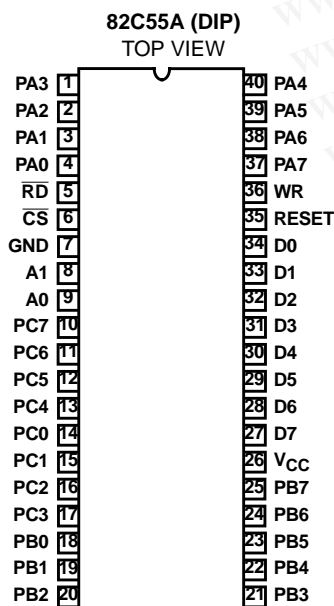 82C55A (DIP)
TOP VIEW
PA3 1 40 PA4
PA2 2 39 PA5
PA1 3 38 PA6
PA0 4 37 PA7
RD 5 36 WR
CS 6 35 RESET
GND 7 34 D0
A1 8 33 D1
A0 9 32 D2
PC7 10 31 D3
PC6 11 30 D4
PC5 12 29 D5
PC4 13 28 D6
PC0 14 27 D7
PC1 15 26 VCC
PC2 16 25 PB7
PC3 17 24 PB6
PB0 18 23 PB5
PB1 19 22 PB4
PB2 20 21 PB3